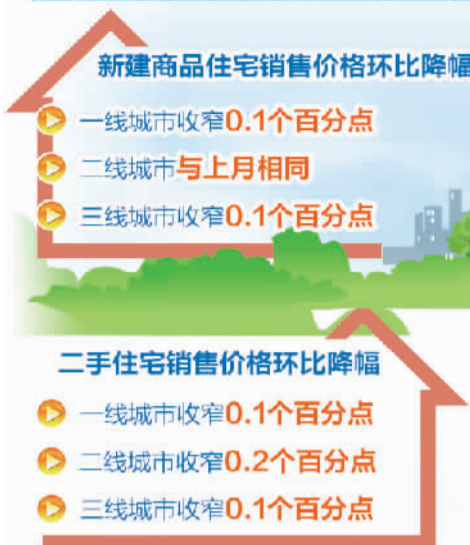 新建商品住宅销售价格环比降幅
一线城市收窄0.1个百分点
二线城市与上月相同
三线城市收窄0.1个百分点
二手住宅销售价格环比降幅
一线城市收窄0.1个百分点
二线城市收窄0.2个百分点
三线城市收窄0.1个百分点